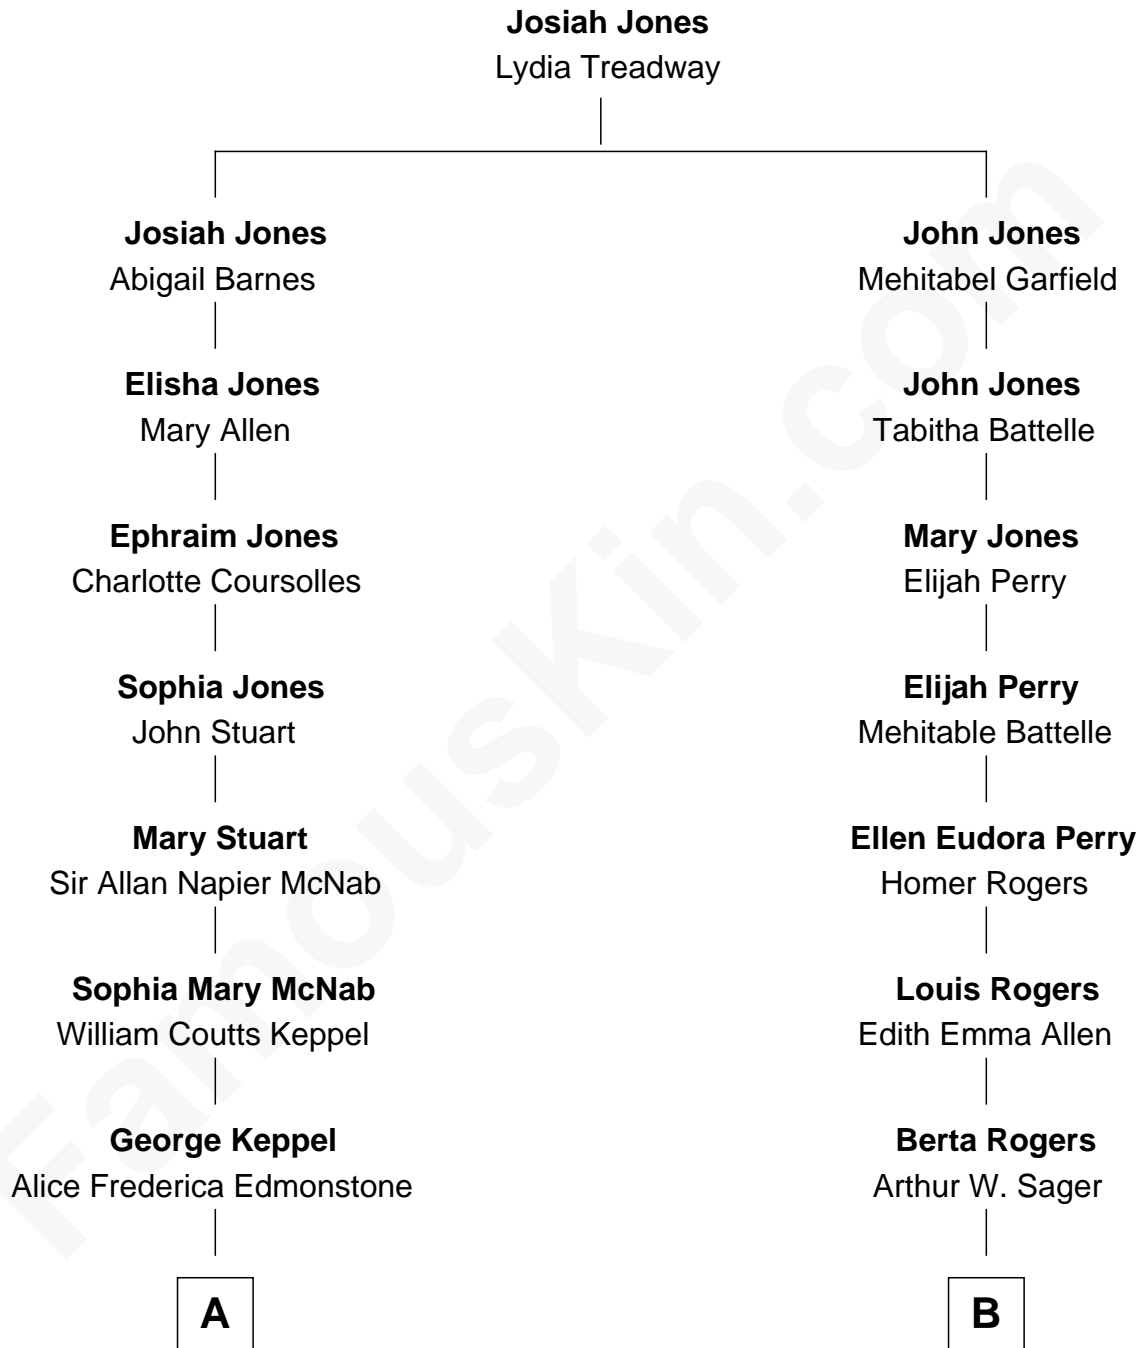 Josiah Jones
Lydia Treadway
Josiah Jones
Abigail Barnes
Elisha Jones
Mary Allen
Ephraim Jones
Charlotte Coursolles
Sophia Jones
John Stuart
Mary Stuart
Sir Allan Napier McNab
Sophia Mary McNab
William Coutts Keppel
George Keppel
Alice Frederica Edmonstone
A
John Jones
Mehitabel Garfield
John Jones
Tabitha Battelle
Mary Jones
Elijah Perry
Elijah Perry
Mehitable Battelle
Ellen Eudora Perry
Homer Rogers
Louis Rogers
Edith Emma Allen
Berta Rogers
Arthur W. Sager
B
FamousKin.com